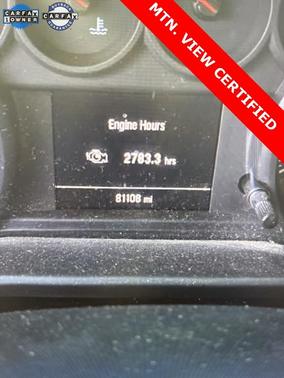 CARFAX
1 OWNER
CARFAX
MTN. VIEW CERTIFIED
Engine Hours
2783.3 hrs
81108 mi